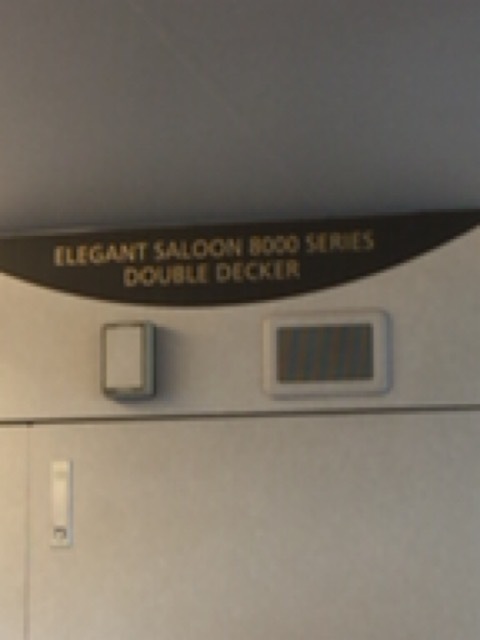 ELEGANT SALOON 8000 SERIES
DOUBLE DECKER